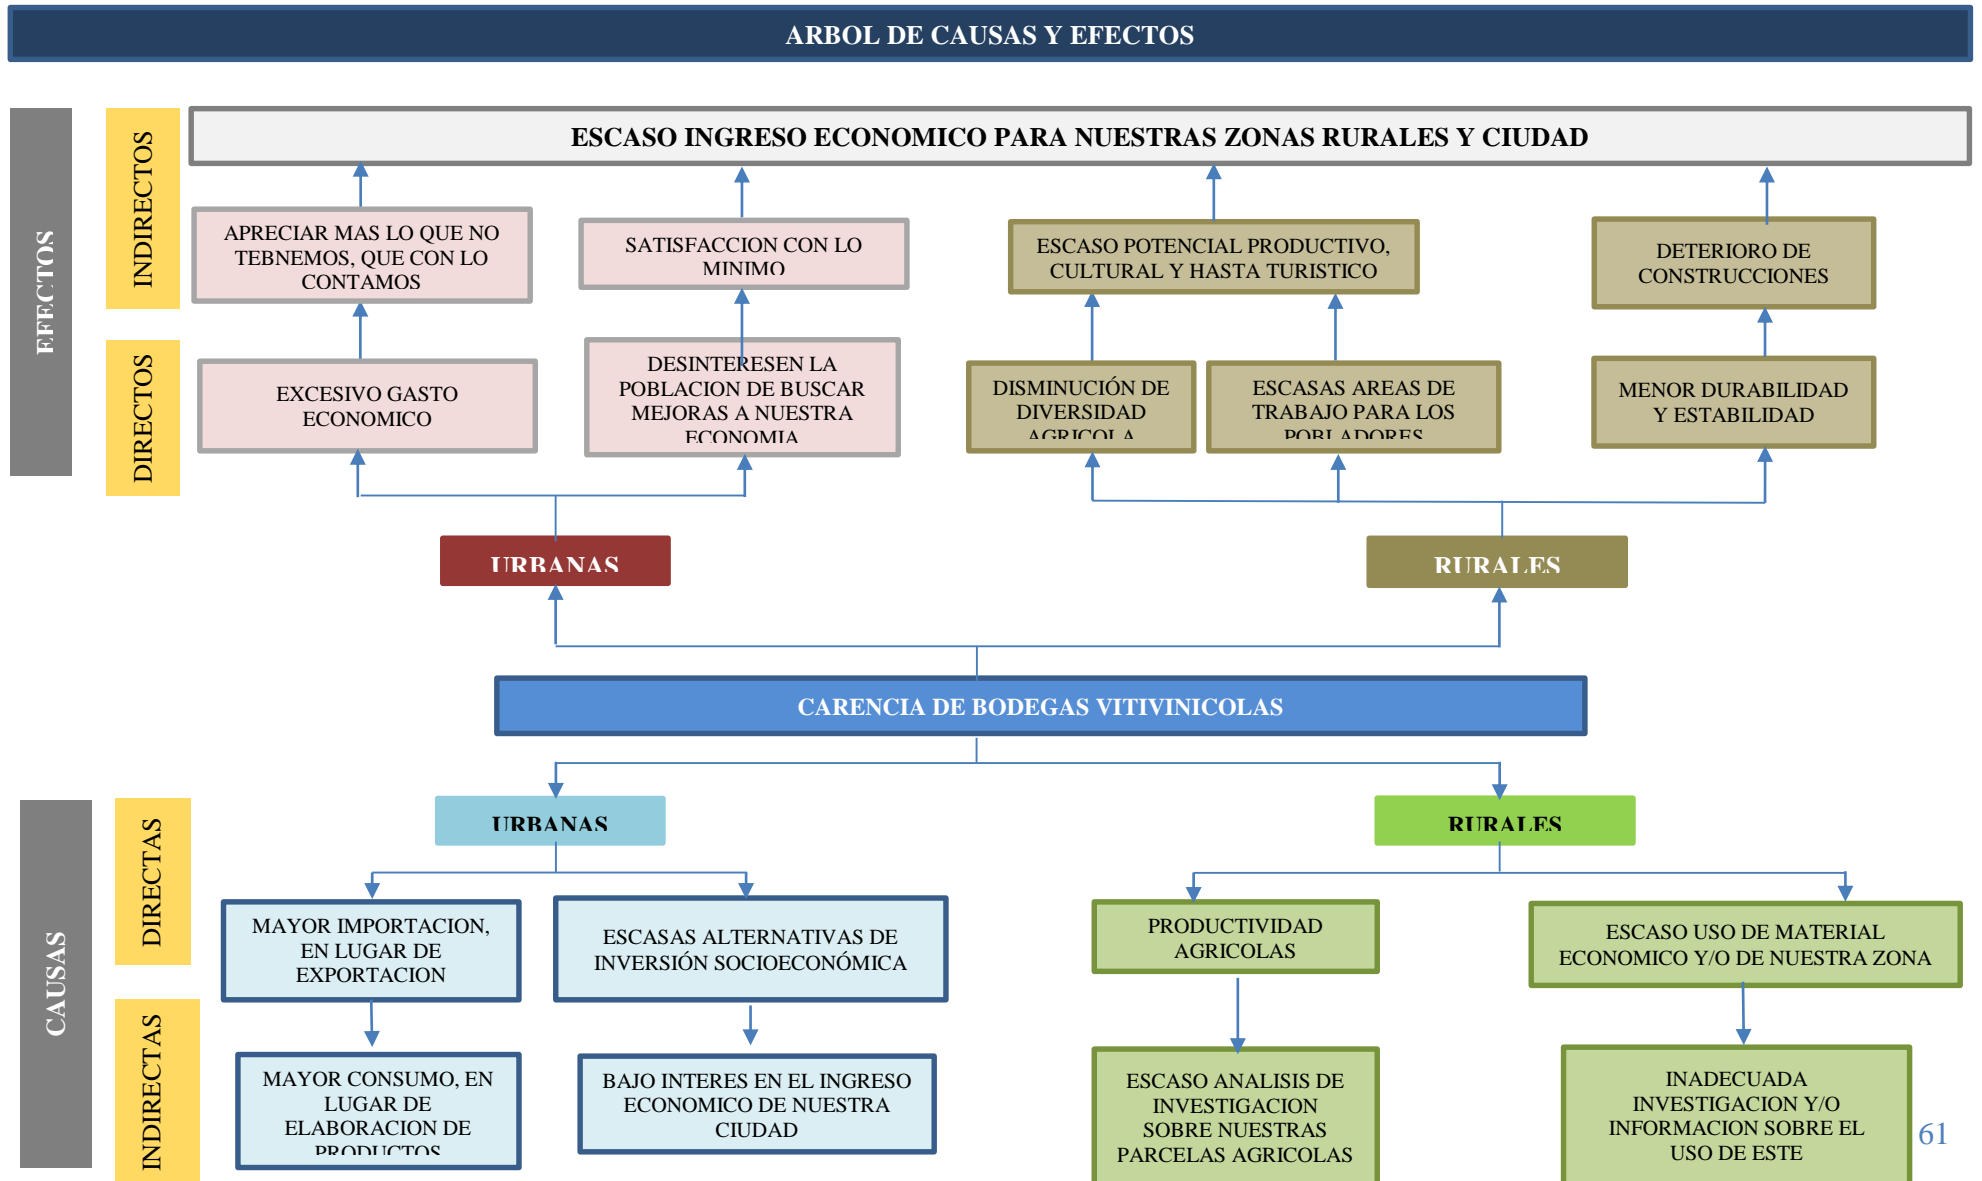 ARBOL DE CAUSAS Y EFECTOS
EFECTOS
INDIRECTOS
ESCASO INGRESO ECONOMICO PARA NUESTRAS ZONAS RURALES Y CIUDAD
APRECIAR MAS LO QUE NO
TEBNEMOS, QUE CON LO
CONTAMOS
SATISFACCION CON LO
MINIMO
ESCASO POTENCIAL PRODUCTIVO,
CULTURAL Y HASTA TURISTICO
DETERIORO DE
CONSTRUCCIONES
DIRECTOS
EXCESIVO GASTO
ECONOMICO
DESINTERESEN LA
POBLACION DE BUSCAR
MEJORAS A NUESTRA
ECONOMIA
DISMINUCIÓN DE
DIVERSIDAD
AGRICOLA
ESCASAS AREAS DE
TRABAJO PARA LOS
POBLADORES
MENOR DURABILIDAD
Y ESTABILIDAD
URBANAS
RURALES
CARENCIA DE BODEGAS VITIVINICOLAS
CAUSAS
DIRECTAS
URBANAS
RURALES
MAYOR IMPORTACION,
EN LUGAR DE
EXPORTACION
ESCASAS ALTERNATIVAS DE
INVERSIÓN SOCIOECONÓMICA
PRODUCTIVIDAD
AGRICOLAS
ESCASO USO DE MATERIAL
ECONOMICO Y/O DE NUESTRA ZONA
INDIRECTAS
MAYOR CONSUMO, EN
LUGAR DE
ELABORACION DE
PRODUCTOS
BAJO INTERES EN EL INGRESO
ECONOMICO DE NUESTRA
CIUDAD
ESCASO ANALISIS DE
INVESTIGACION
SOBRE NUESTRAS
PARCELAS AGRICOLAS
INADECUADA
INVESTIGACION Y/O
INFORMACION SOBRE EL
USO DE ESTE
61